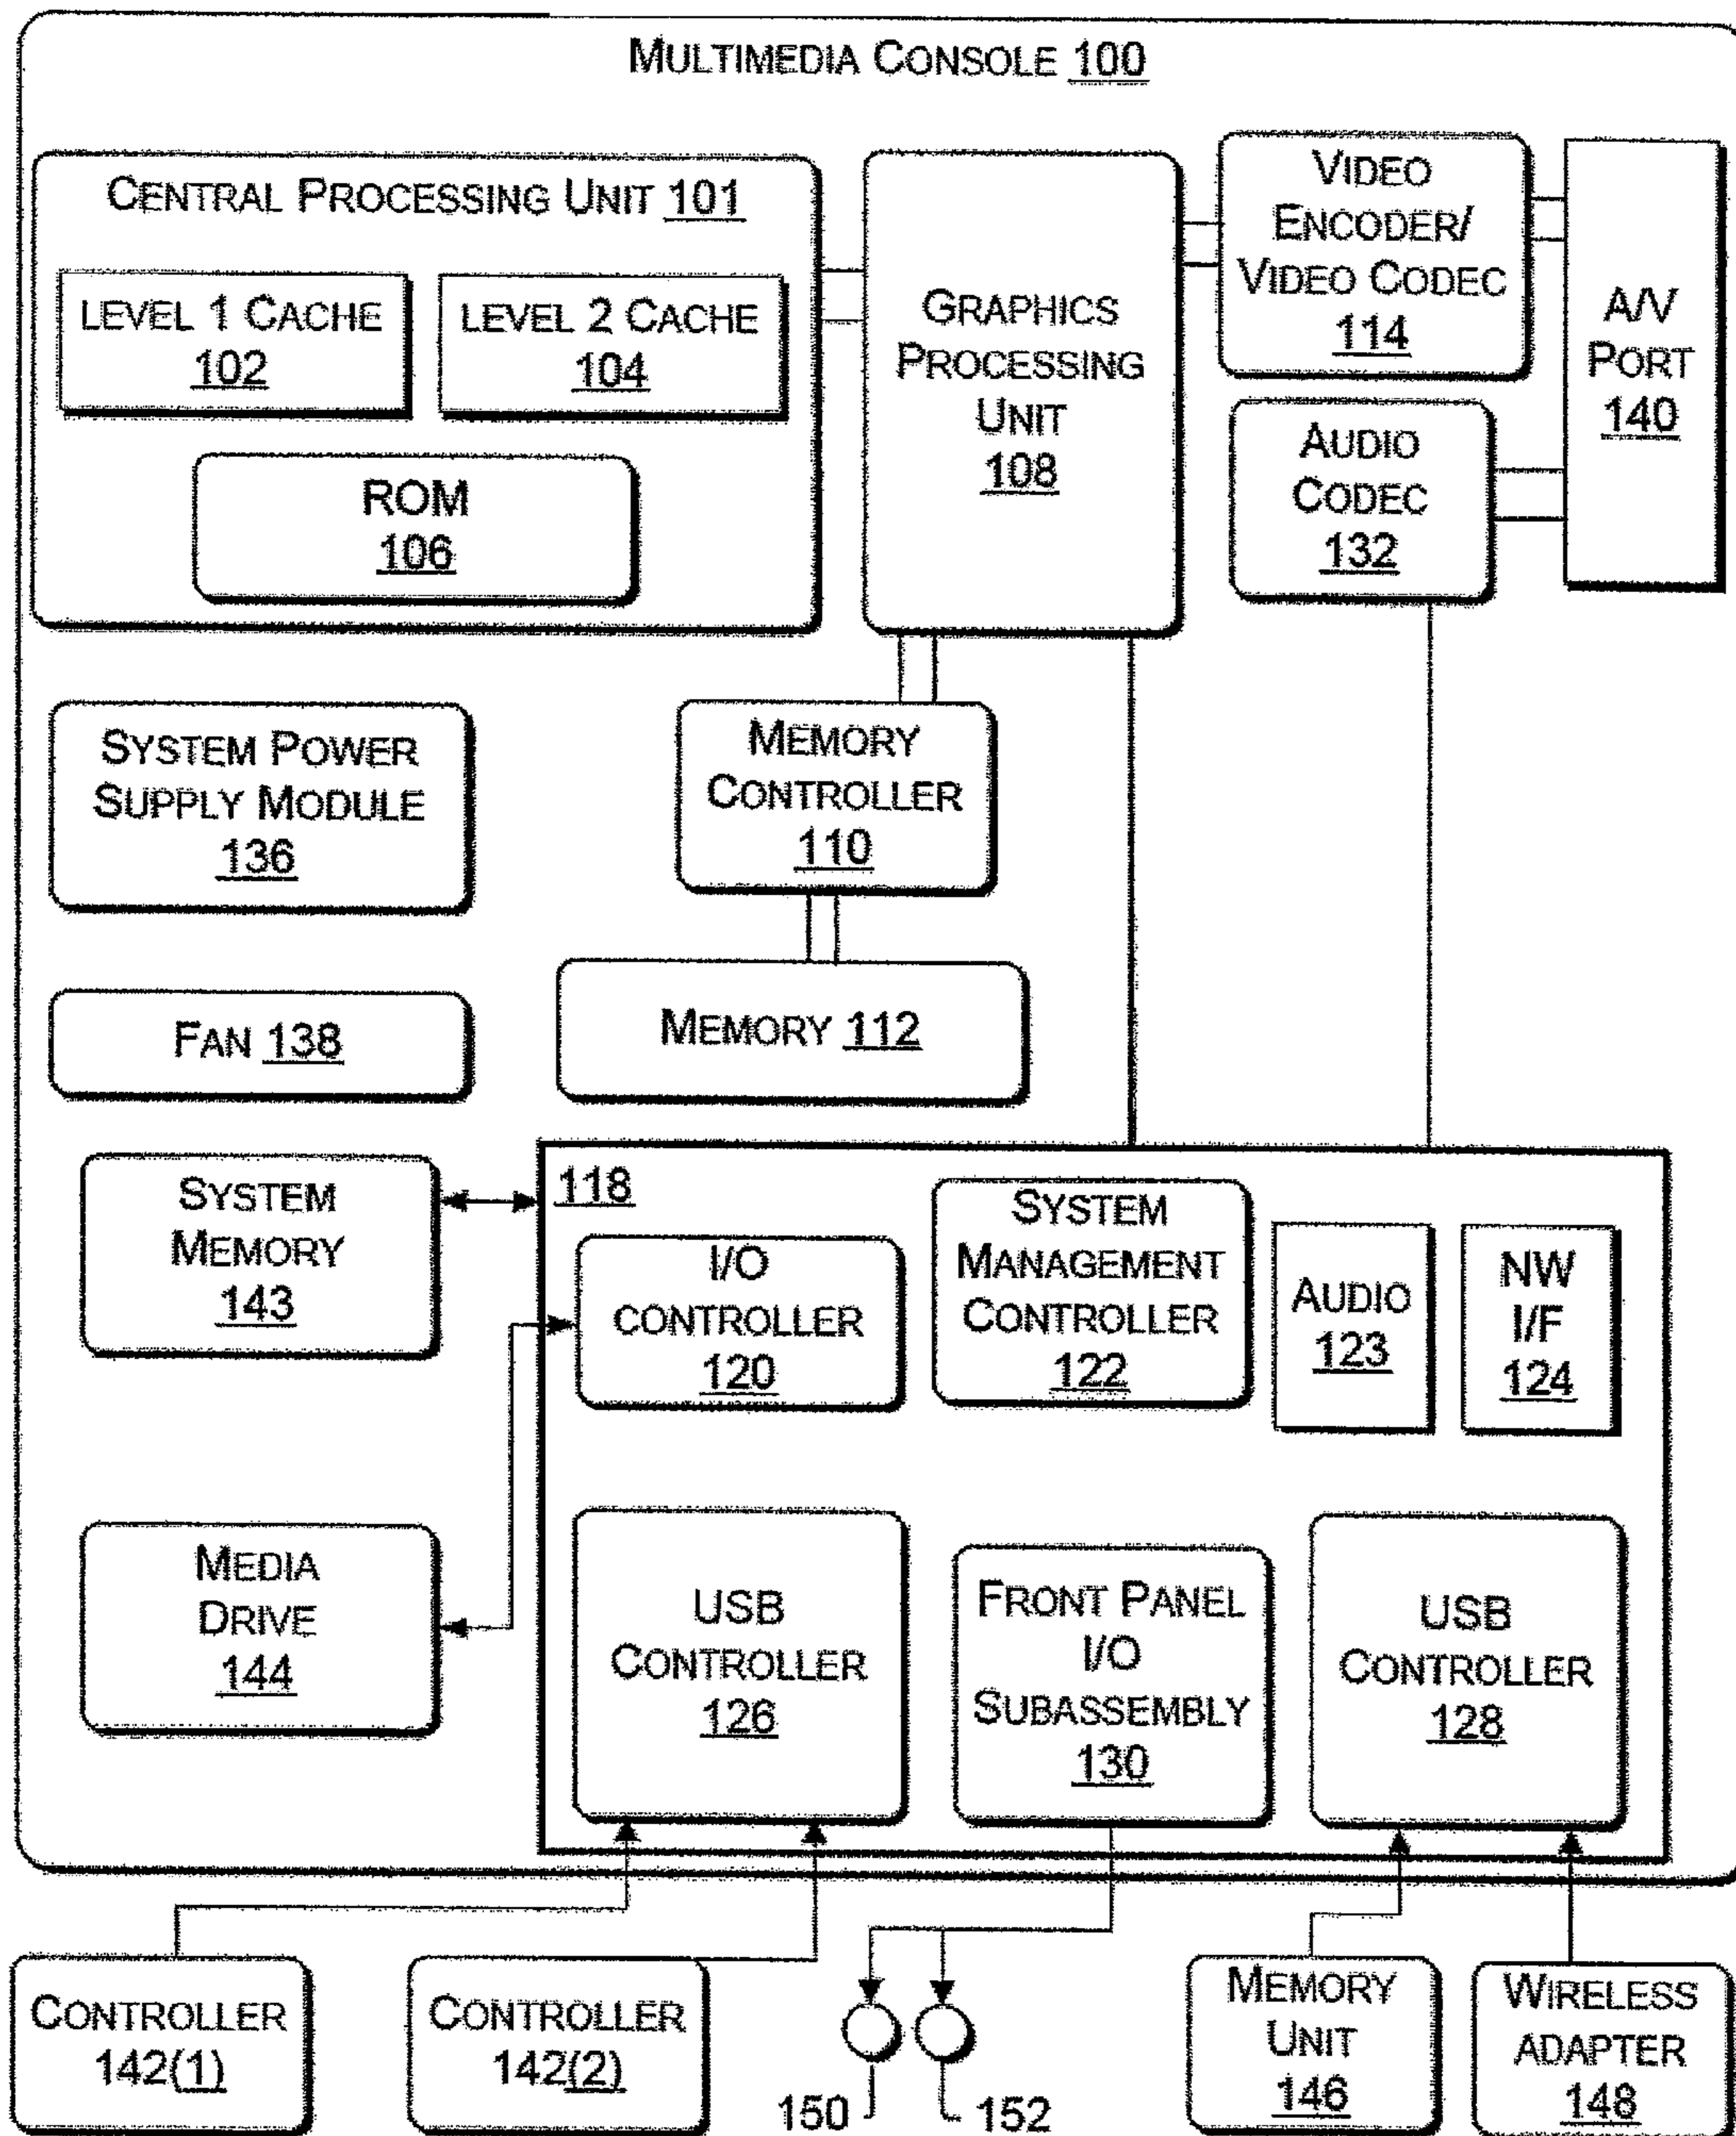 MULTIMEDIA CONSOLE 100
CENTRAL PROCESSING UNIT 101
LEVEL 1 CACHE
102
LEVEL 2 CACHE
104
ROM
106
GRAPHICS
PROCESSING
UNIT
108
VIDEO
ENCODER/
VIDEO CODEC
114
A/V
PORT
140
AUDIO
CODEC
132
SYSTEM POWER
SUPPLY MODULE
136
MEMORY
CONTROLLER
110
FAN 138
MEMORY 112
SYSTEM
MEMORY
143
118
I/O
CONTROLLER
120
SYSTEM
MANAGEMENT
CONTROLLER
122
AUDIO
123
NW
I/F
124
MEDIA
DRIVE
144
USB
CONTROLLER
126
FRONT PANEL
I/O
SUBASSEMBLY
130
USB
CONTROLLER
128
CONTROLLER
142(1)
CONTROLLER
142(2)
150
152
MEMORY
UNIT
146
WIRELESS
ADAPTER
148